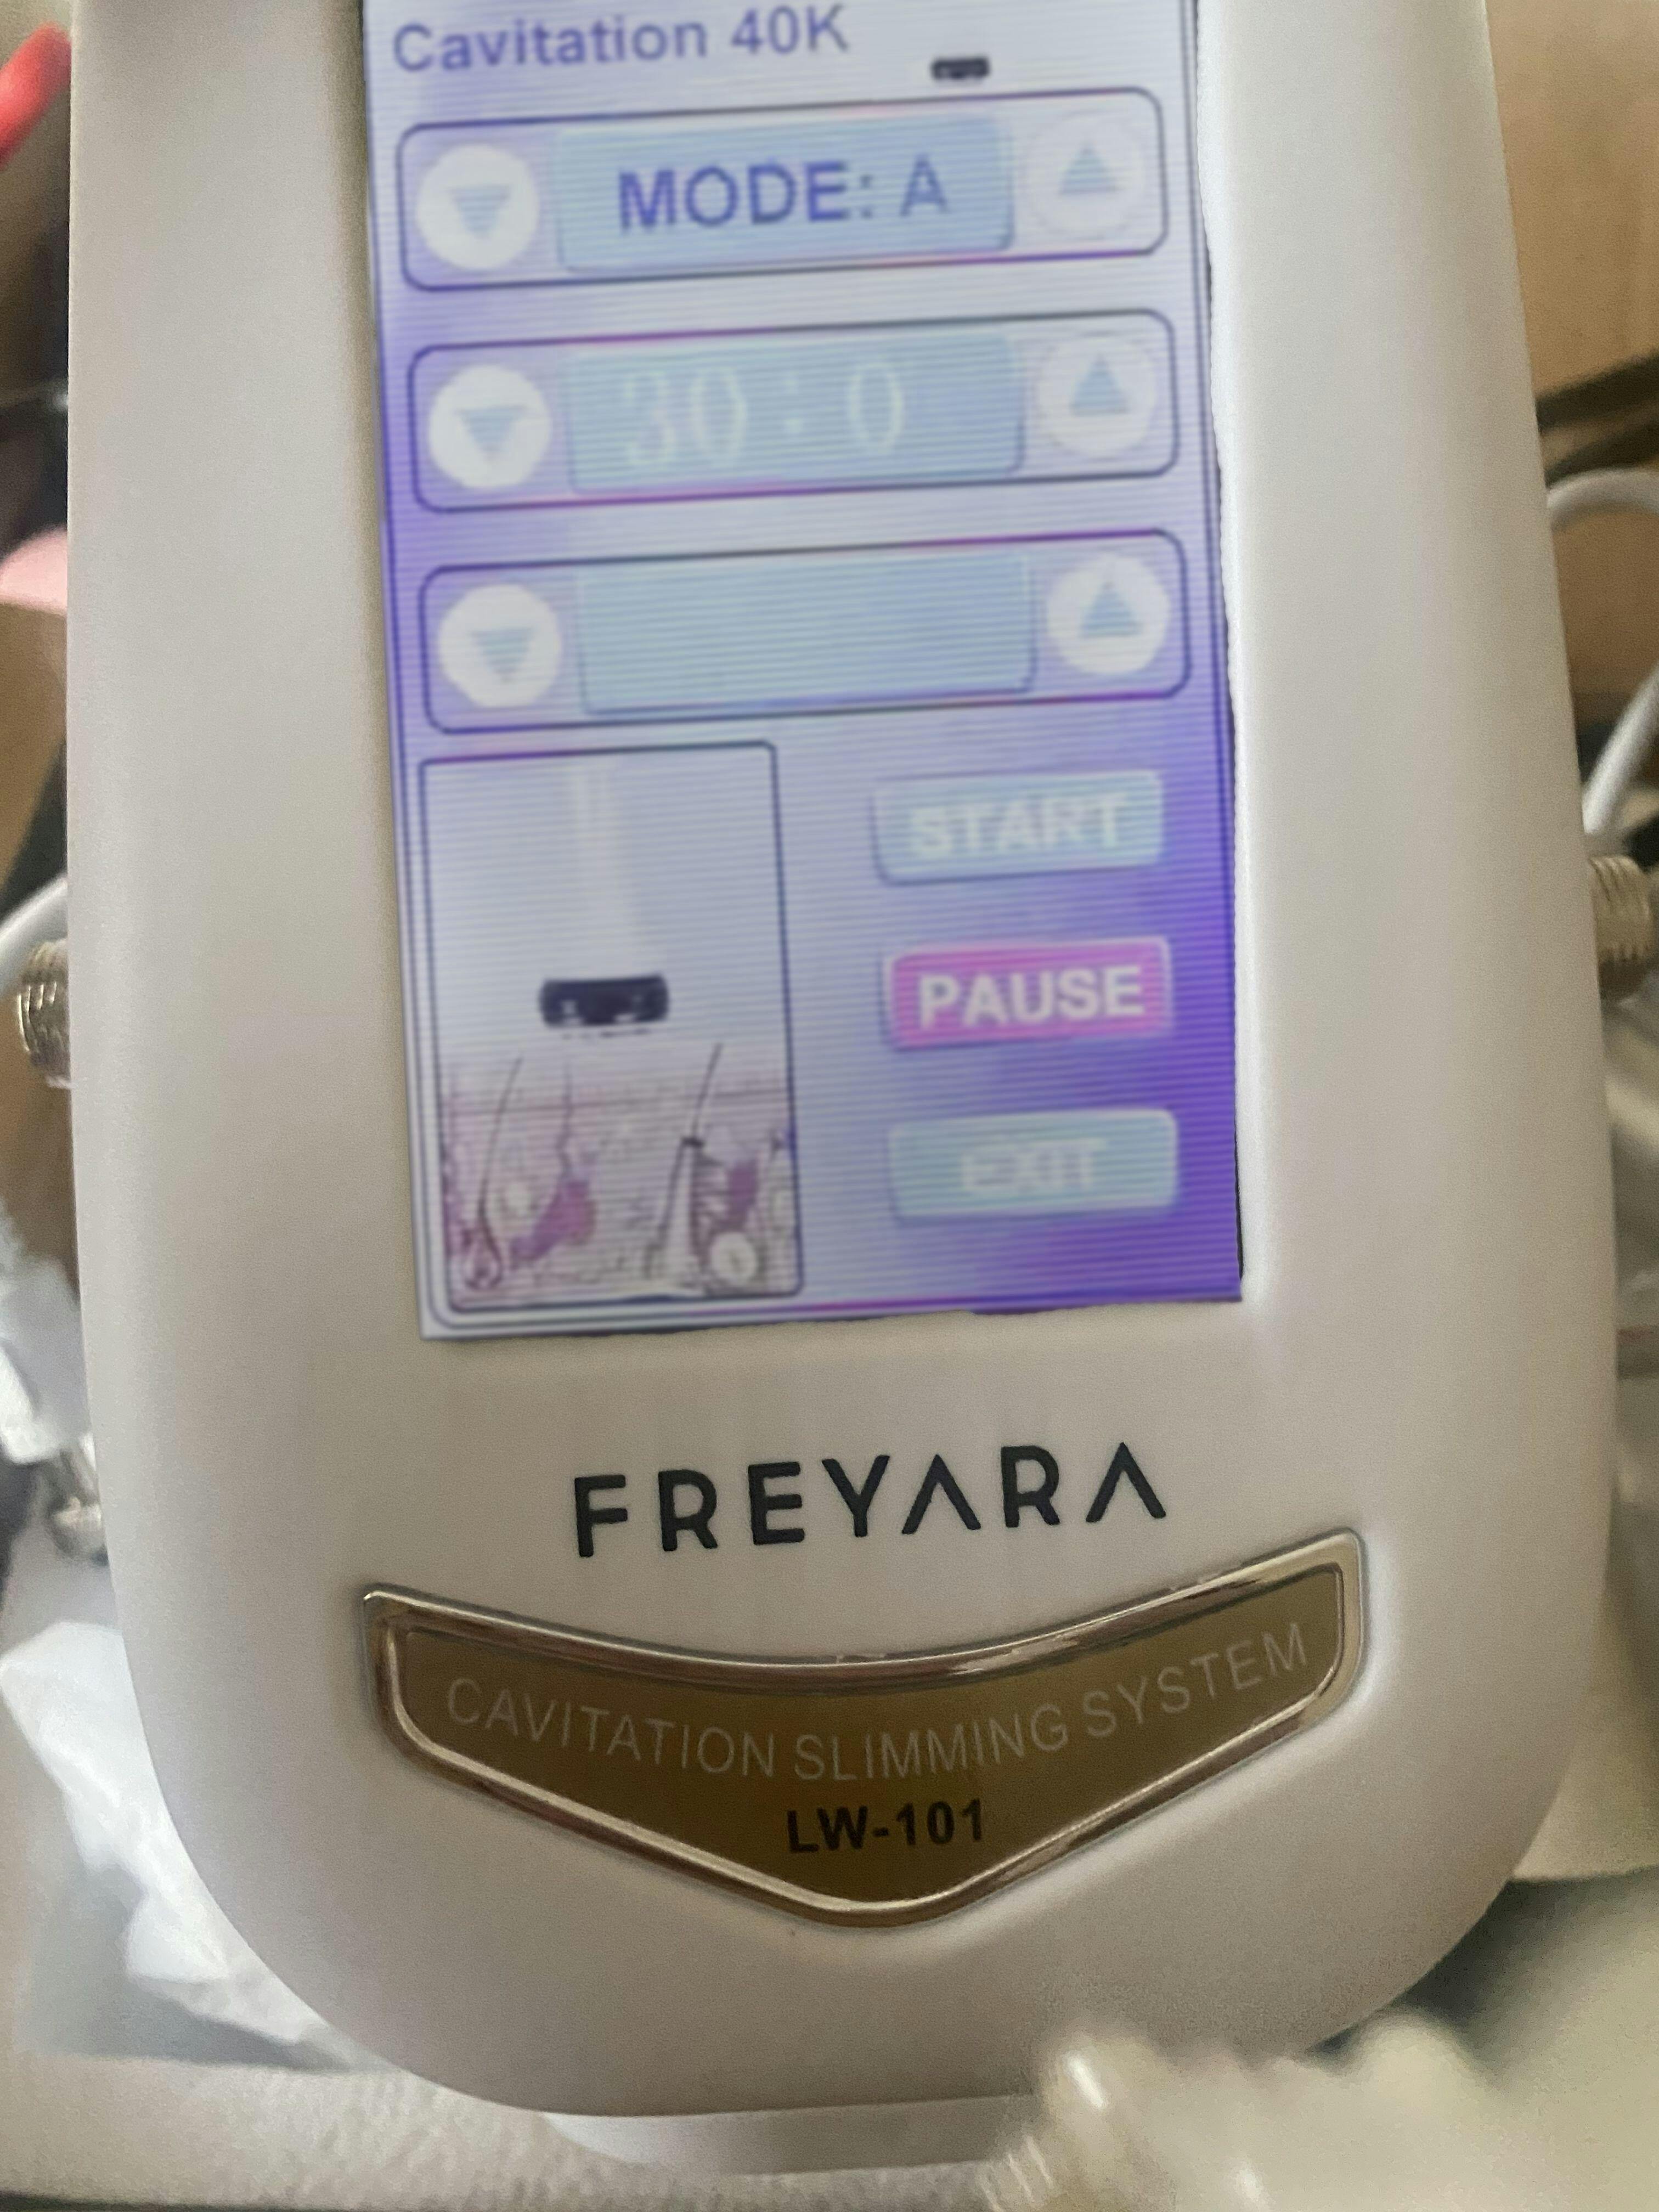 Cavitation 40K
MODE: A
30 : 0
START
PAUSE
EXIT
FREYARA
CAVITATION SLIMMING SYSTEM
LW-101